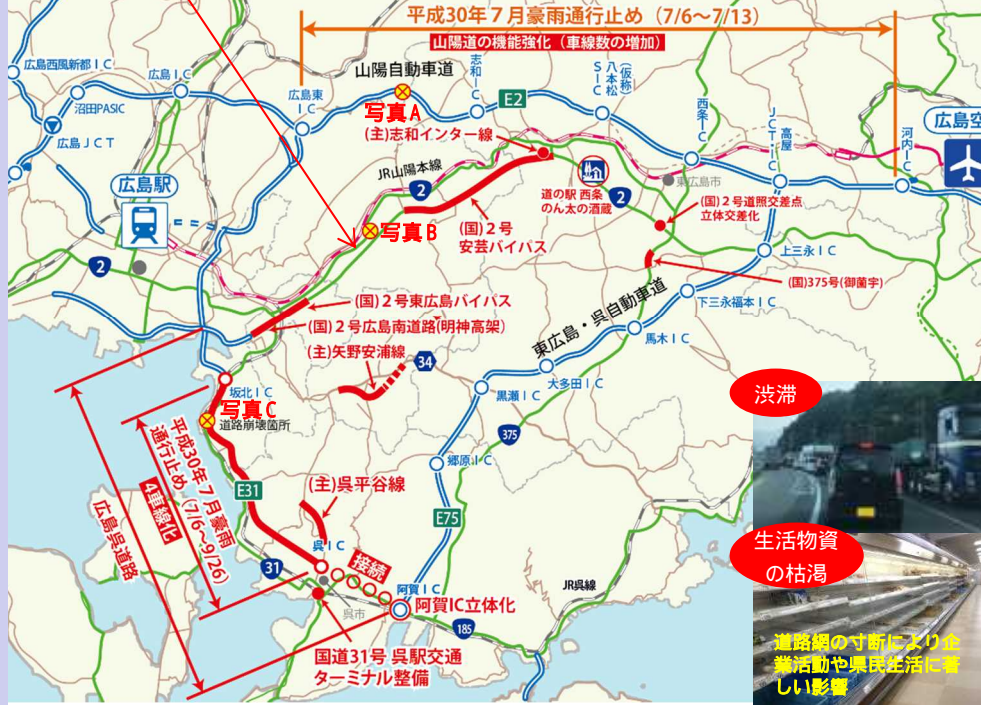 平成30年7月豪雨通行止め（7/6～7/13）
山陽道の機能強化（車線数の増加）
広島西風新都IC
広島IC
沼田PASIC
広島JCT
広島東
IC
山陽自動車道
写真A
志和IC
E2
(仮称)
八本松
SIC
西条IC
高屋
JCT・IC
河内IC
広島空
(主)志和インター線
JR山陽本線
2
広島駅
道の駅 西条
のん太の酒蔵
2
東広島市
(国)2号道照交差点
立体交差化
写真B
(国)2号
安芸バイパス
2
上三永IC
(国)375号(御薗宇)
下三永福本IC
(国)2号東広島バイパス
(国)2号広島南道路(明神高架)
東広島・呉自動車道
馬木IC
(主)矢野安浦線
34
大多田IC
黒瀬IC
坂北IC
写真C
道路崩壊箇所
375
郷原IC
平成30年7月豪雨
通行止め（7/6～9/26）
4車線化
広島呉道路
E31
(主)呉平谷線
E75
呉IC
接続
31
阿賀IC
阿賀IC立体化
呉市
JR呉線
185
国道31号 呉駅交通
ターミナル整備
渋滞
生活物資
の枯渇
道路網の寸断により企
業活動や県民生活に著
しい影響